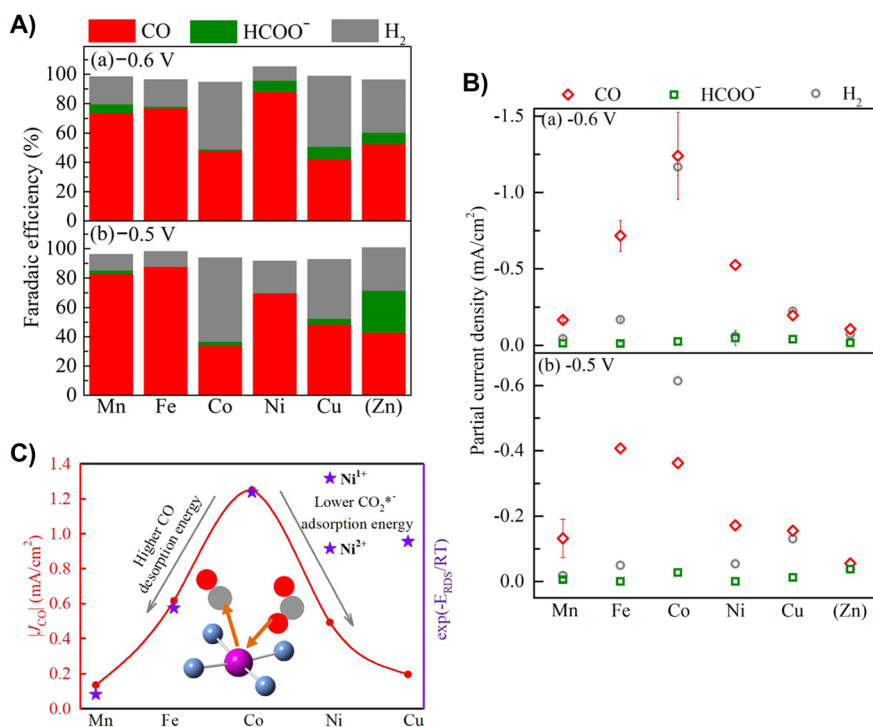 A)
CO HCOO⁻ H₂
(a) −0.6 V
100
80
60
40
20
0
(b) −0.5 V
100
80
60
40
20
0
Faradaic efficiency (%)
Mn Fe Co Ni Cu (Zn)
B)
CO HCOO⁻ H₂
(a) -0.6 V
-1.5
-1.0
-0.5
0.0
(b) -0.5 V
-0.6
-0.4
-0.2
0.0
Partial current density (mA/cm²)
Mn Fe Co Ni Cu (Zn)
C)
1.4
1.2
1.0
0.8
0.6
0.4
0.2
0.0
|J_CO| (mA/cm²)
Higher CO
desorption energy
Ni¹⁺
Lower CO₂*⁻
adsorption energy
Ni²⁺
exp(-E_RDS/RT)
Mn Fe Co Ni Cu